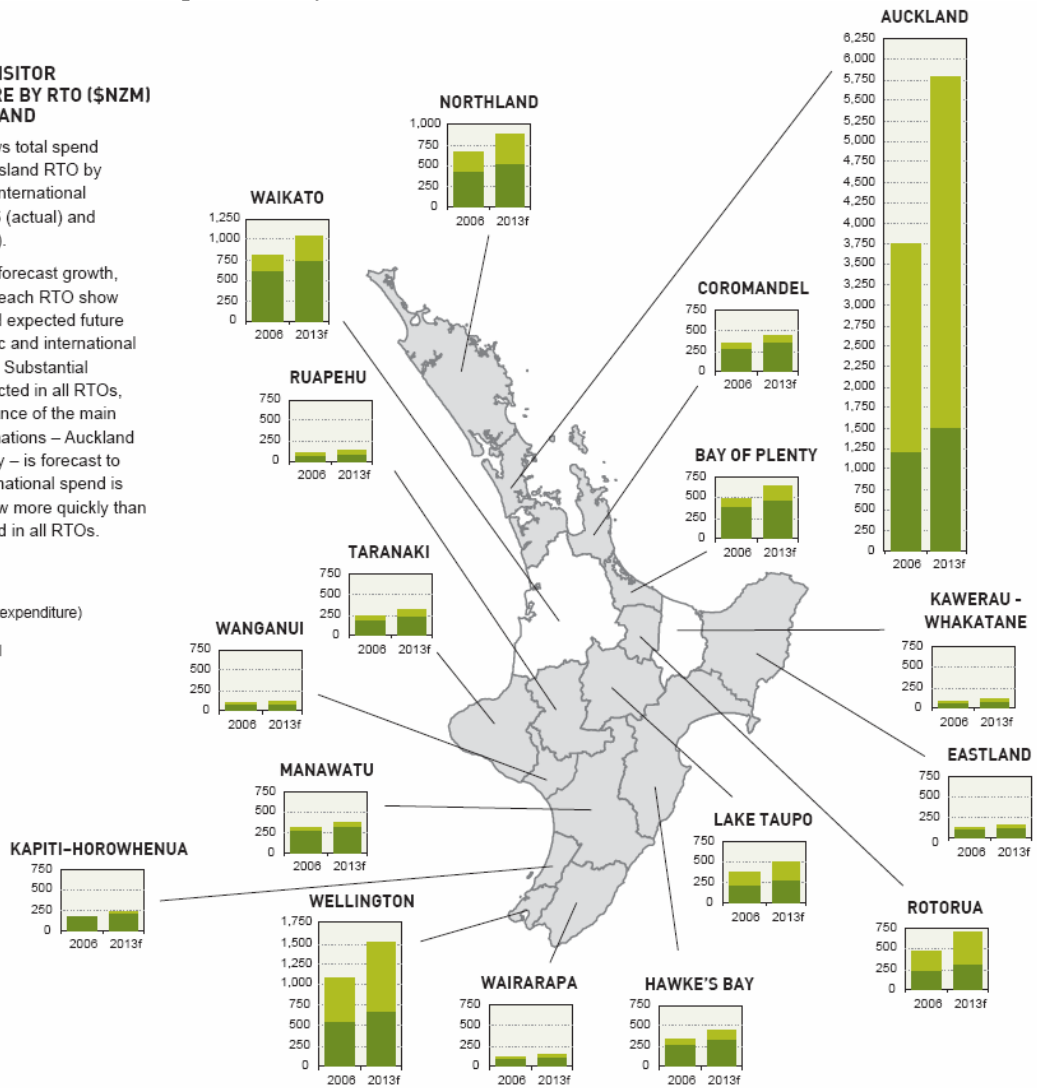 ISITOR
RE BY RTO ($NZM)
AND
ws total spend
sland RTO by
nternational
(actual) and
).
forecast growth,
each RTO show
l expected future
ic and international
Substantial
cted in all RTOs,
nce of the main
nations – Auckland
y – is forecast to
national spend is
w more quickly than
d in all RTOs.
expenditure)
AUCKLAND
6,250
6,000
5,750
5,500
5,250
5,000
4,750
4,500
4,250
4,000
3,750
3,500
3,250
3,000
2,750
2,500
2,250
2,000
1,750
1,500
1,250
1,000
750
500
250
0
2006 2013f
NORTHLAND
1,000
750
500
250
0
2006 2013f
WAIKATO
1,250
1,000
750
500
250
0
2006 2013f
COROMANDEL
750
500
250
0
2006 2013f
RUAPEHU
750
500
250
0
2006 2013f
BAY OF PLENTY
750
500
250
0
2006 2013f
TARANAKI
750
500
250
0
2006 2013f
KAWERAU -
WHAKATANE
750
500
250
0
2006 2013f
WANGANUI
750
500
250
0
2006 2013f
EASTLAND
750
500
250
0
2006 2013f
MANAWATU
750
500
250
0
2006 2013f
LAKE TAUPO
750
500
250
0
2006 2013f
KAPITI–HOROWHENUA
750
500
250
0
2006 2013f
WELLINGTON
1,750
1,500
1,250
1,000
750
500
250
0
2006 2013f
ROTORUA
750
500
250
0
2006 2013f
WAIRARAPA
750
500
250
0
2006 2013f
HAWKE'S BAY
750
500
250
0
2006 2013f